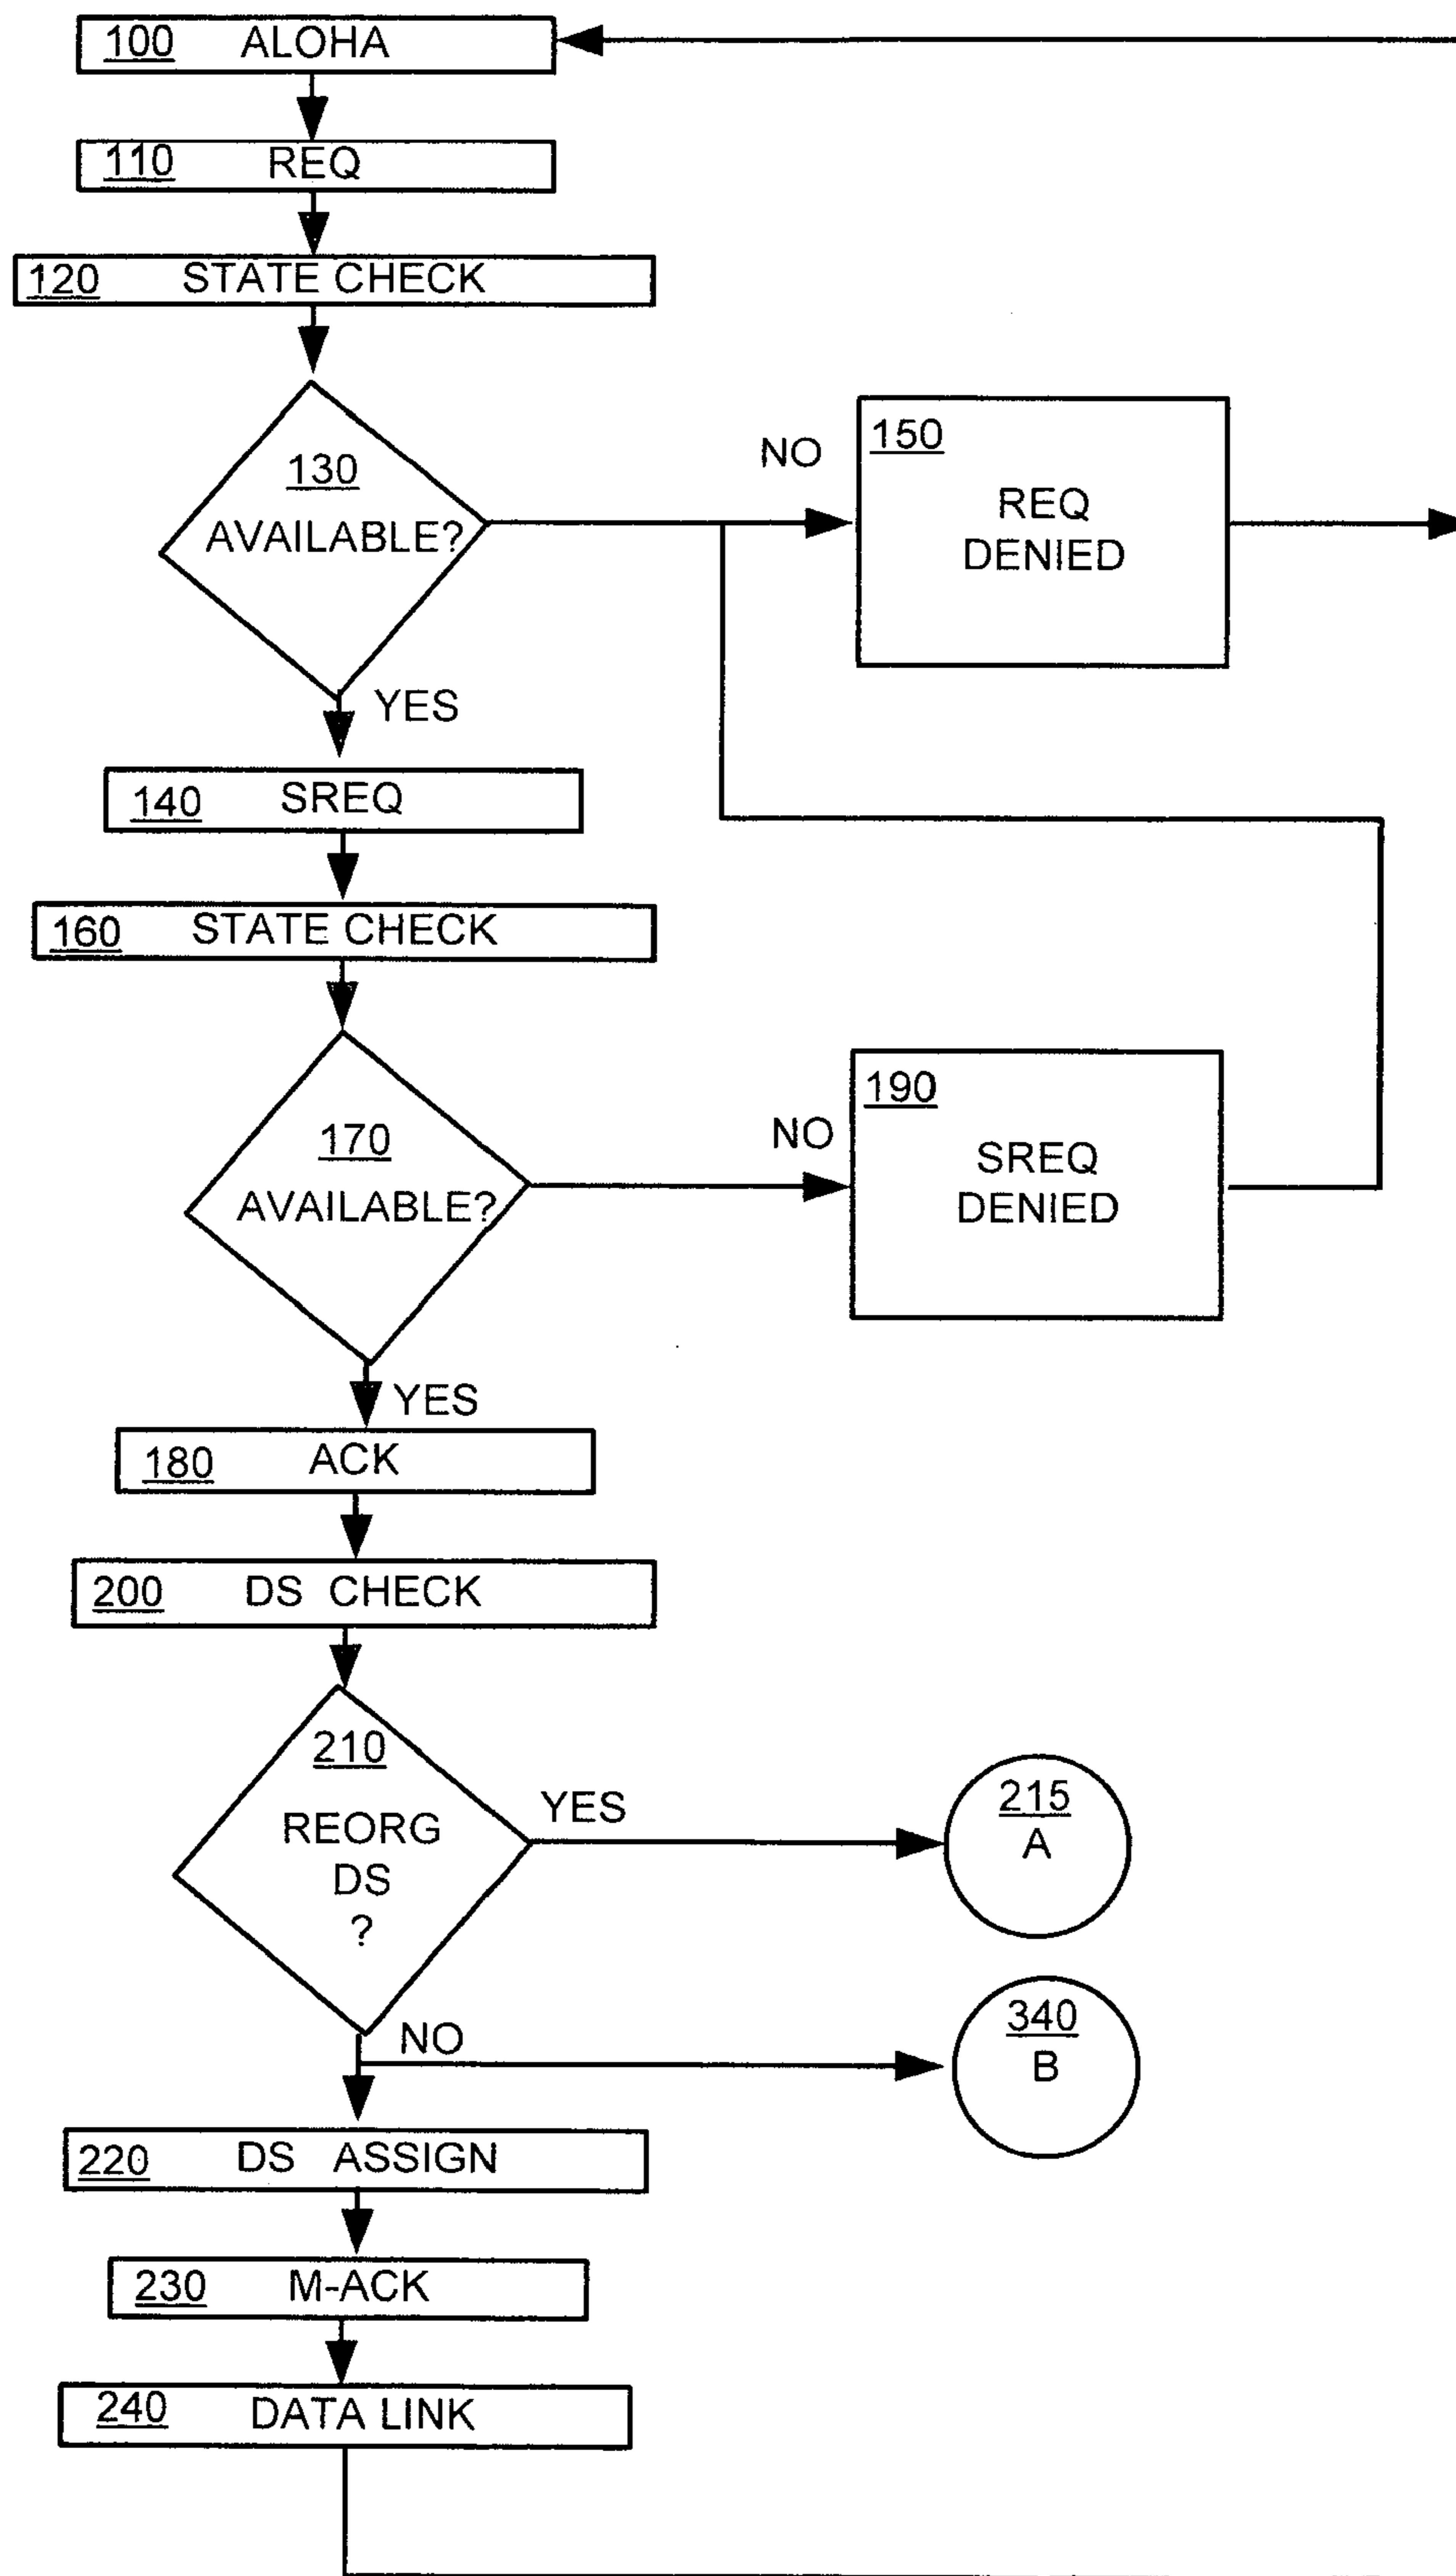 100 ALOHA
110 REQ
120 STATE CHECK
130
AVAILABLE?
NO
150
REQ
DENIED
YES
140 SREQ
160 STATE CHECK
170
AVAILABLE?
NO
190
SREQ
DENIED
YES
180 ACK
200 DS CHECK
210
REORG
DS
?
YES
215
A
NO
340
B
220 DS ASSIGN
230 M-ACK
240 DATA LINK